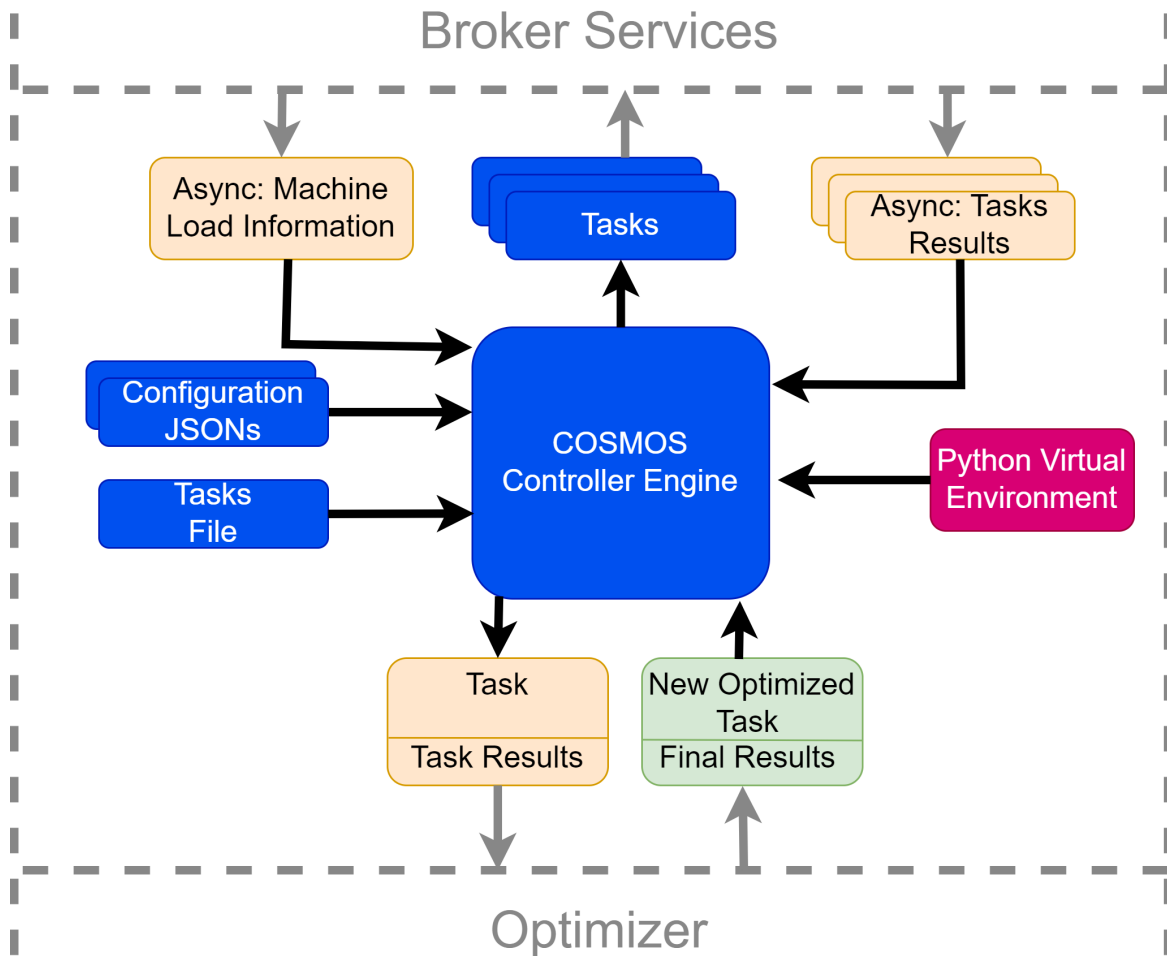 Broker Services
Async: Machine
Load Information
Tasks
Async: Tasks
Results
Configuration
JSONs
Tasks
File
COSMOS
Controller Engine
Python Virtual
Environment
Task
Task Results
New Optimized
Task
Final Results
Optimizer